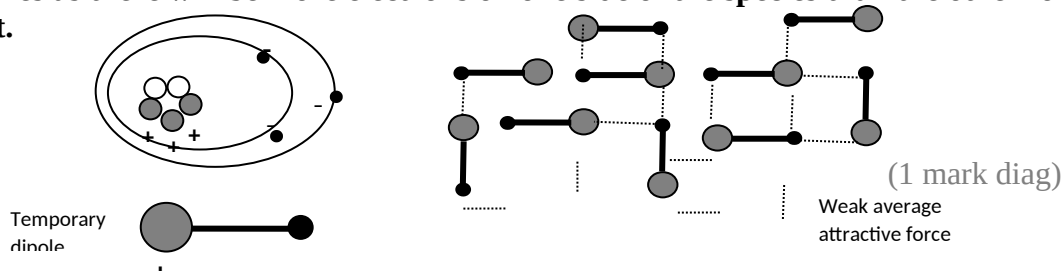 t.
(1 mark diag)
Temporary
dipole
Weak average
attractive force